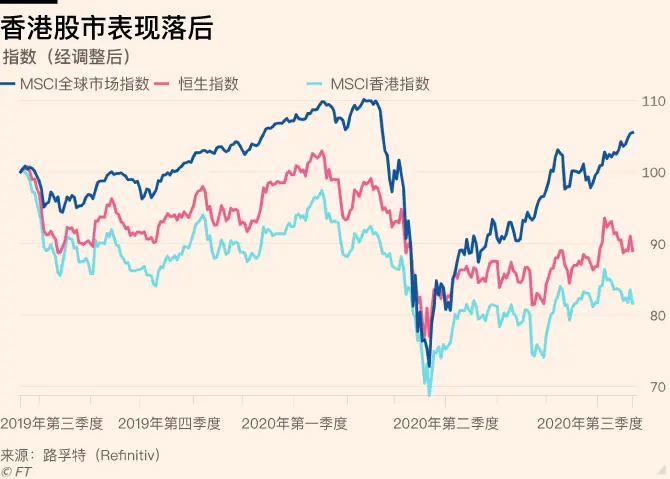 香港股市表现落后
指数（经调整后）
MSCI全球市场指数 恒生指数 MSCI香港指数
110
100
90
80
70
2019年第三季度 2019年第四季度 2020年第一季度 2020年第二季度 2020年第三季度
来源：路孚特（Refinitiv）
© FT